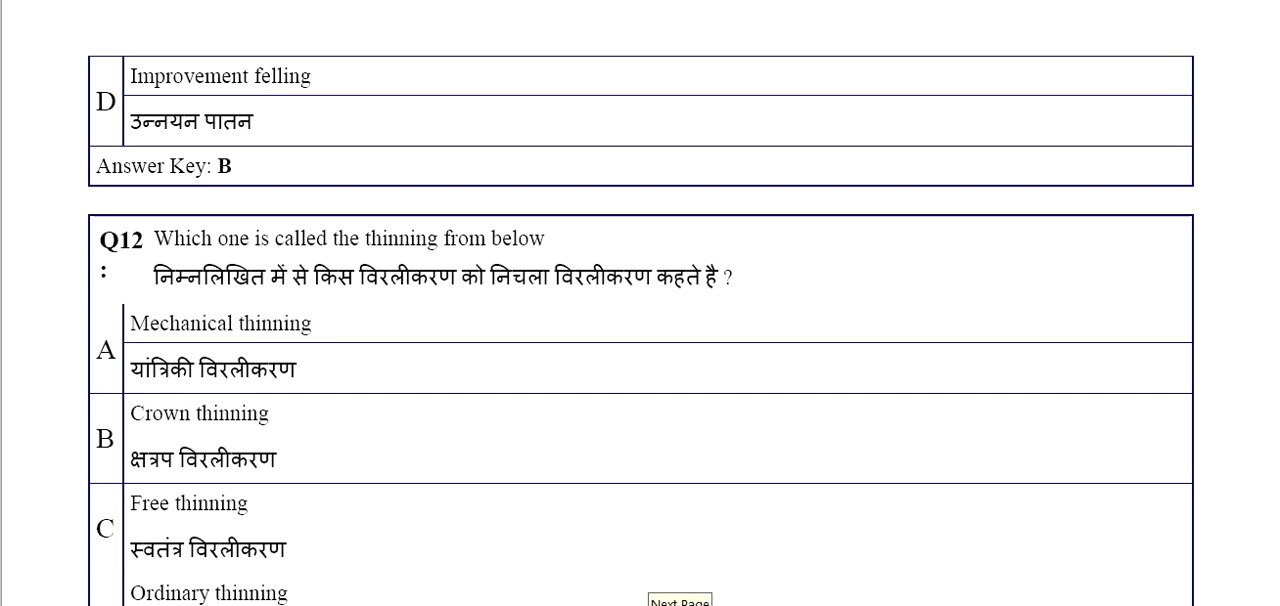 Improvement felling
D
उन्नयन पातन
Answer Key: B
Q12 Which one is called the thinning from below
: निम्नलिखित में से किस विरलीकरण को निचला विरलीकरण कहते है ?
Mechanical thinning
A
यांत्रिकी विरलीकरण
Crown thinning
B
क्षत्रप विरलीकरण
Free thinning
C
स्वतंत्र विरलीकरण
Ordinary thinning
Next Page